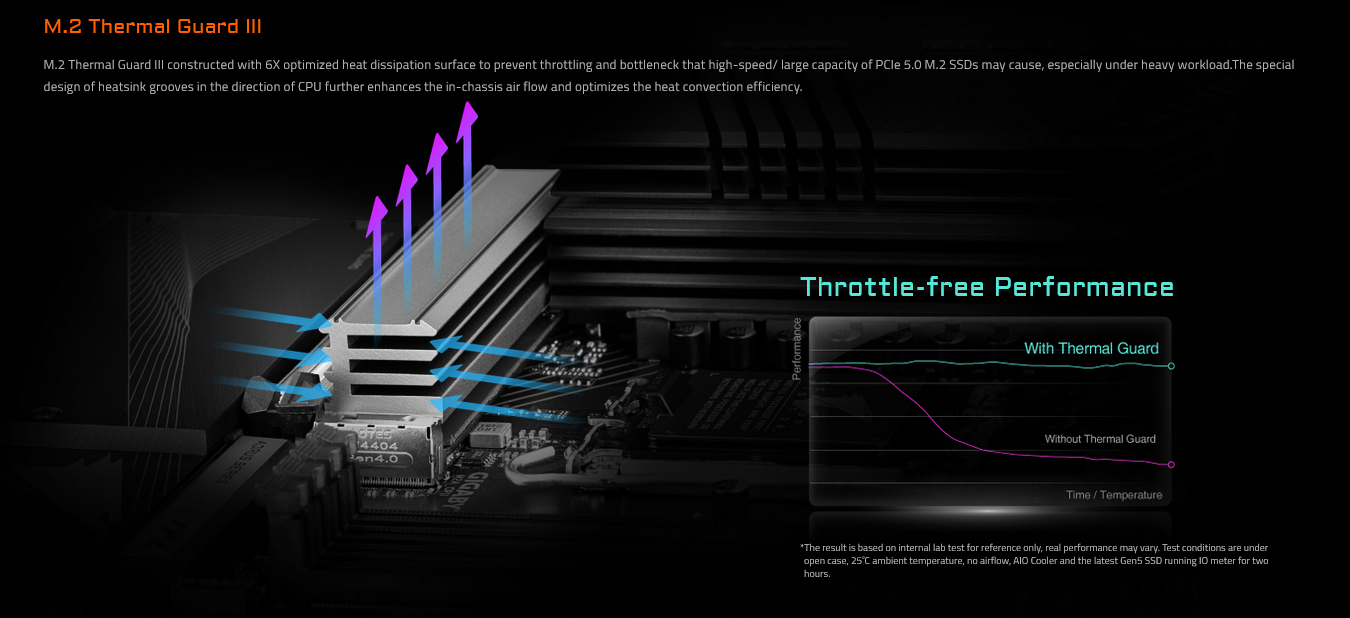 M.2 Thermal Guard III
M.2 Thermal Guard III constructed with 6X optimized heat dissipation surface to prevent throttling and bottleneck that high-speed/ large capacity of PCIe 5.0 M.2 SSDs may cause, especially under heavy workload.The special
design of heatsink grooves in the direction of CPU further enhances the in-chassis air flow and optimizes the heat convection efficiency.
Throttle-free Performance
Performance
With Thermal Guard
Without Thermal Guard
Time / Temperature
4404
AORUS SERIES
GIGABY
*The result is based on internal lab test for reference only, real performance may vary. Test conditions are under
open case, 25°C ambient temperature, no airflow, AIO Cooler and the latest Gen5 SSD running IO meter for two
hours.